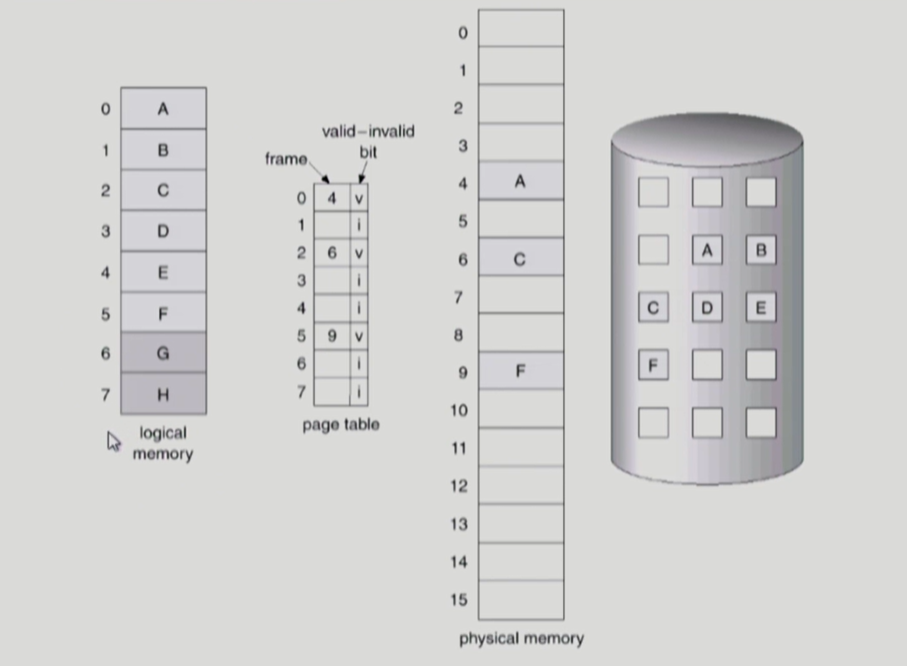 0 A
1 B
2 C
3 D
4 E
5 F
6 G
7 H
logical
memory
valid–invalid
bit
frame
0 4 v
1 i
2 6 v
3 i
4 i
5 9 v
6 i
7 i
page table
0
1
2
3
4 A
5
6 C
7
8
9 F
10
11
12
13
14
15
physical memory
A B
C D E
F